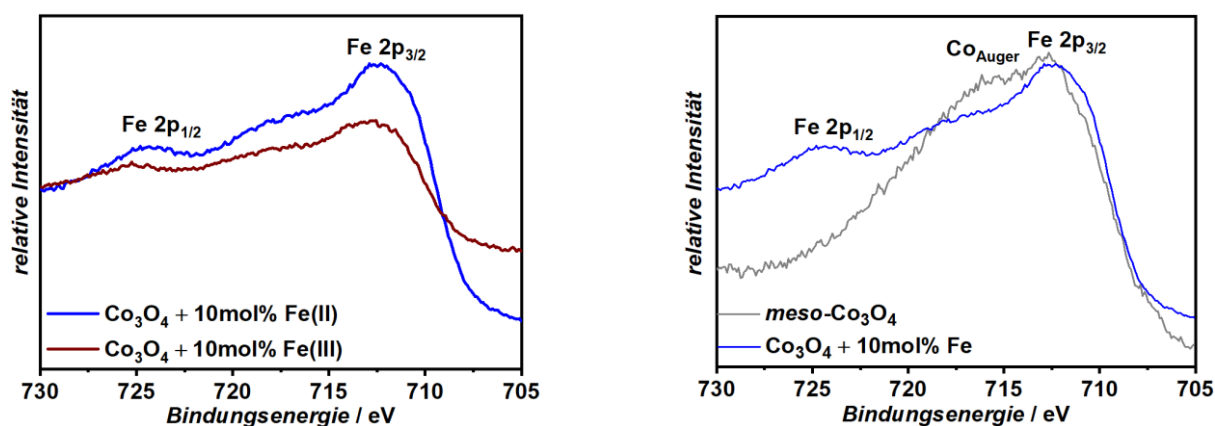 relative Intensität
Fe 2p3/2
Fe 2p1/2
Co3O4 + 10mol% Fe(II)
Co3O4 + 10mol% Fe(III)
730 725 720 715 710 705
Bindungsenergie / eV
relative Intensität
CoAuger Fe 2p3/2
Fe 2p1/2
meso-Co3O4
Co3O4 + 10mol% Fe
730 725 720 715 710 705
Bindungsenergie / eV